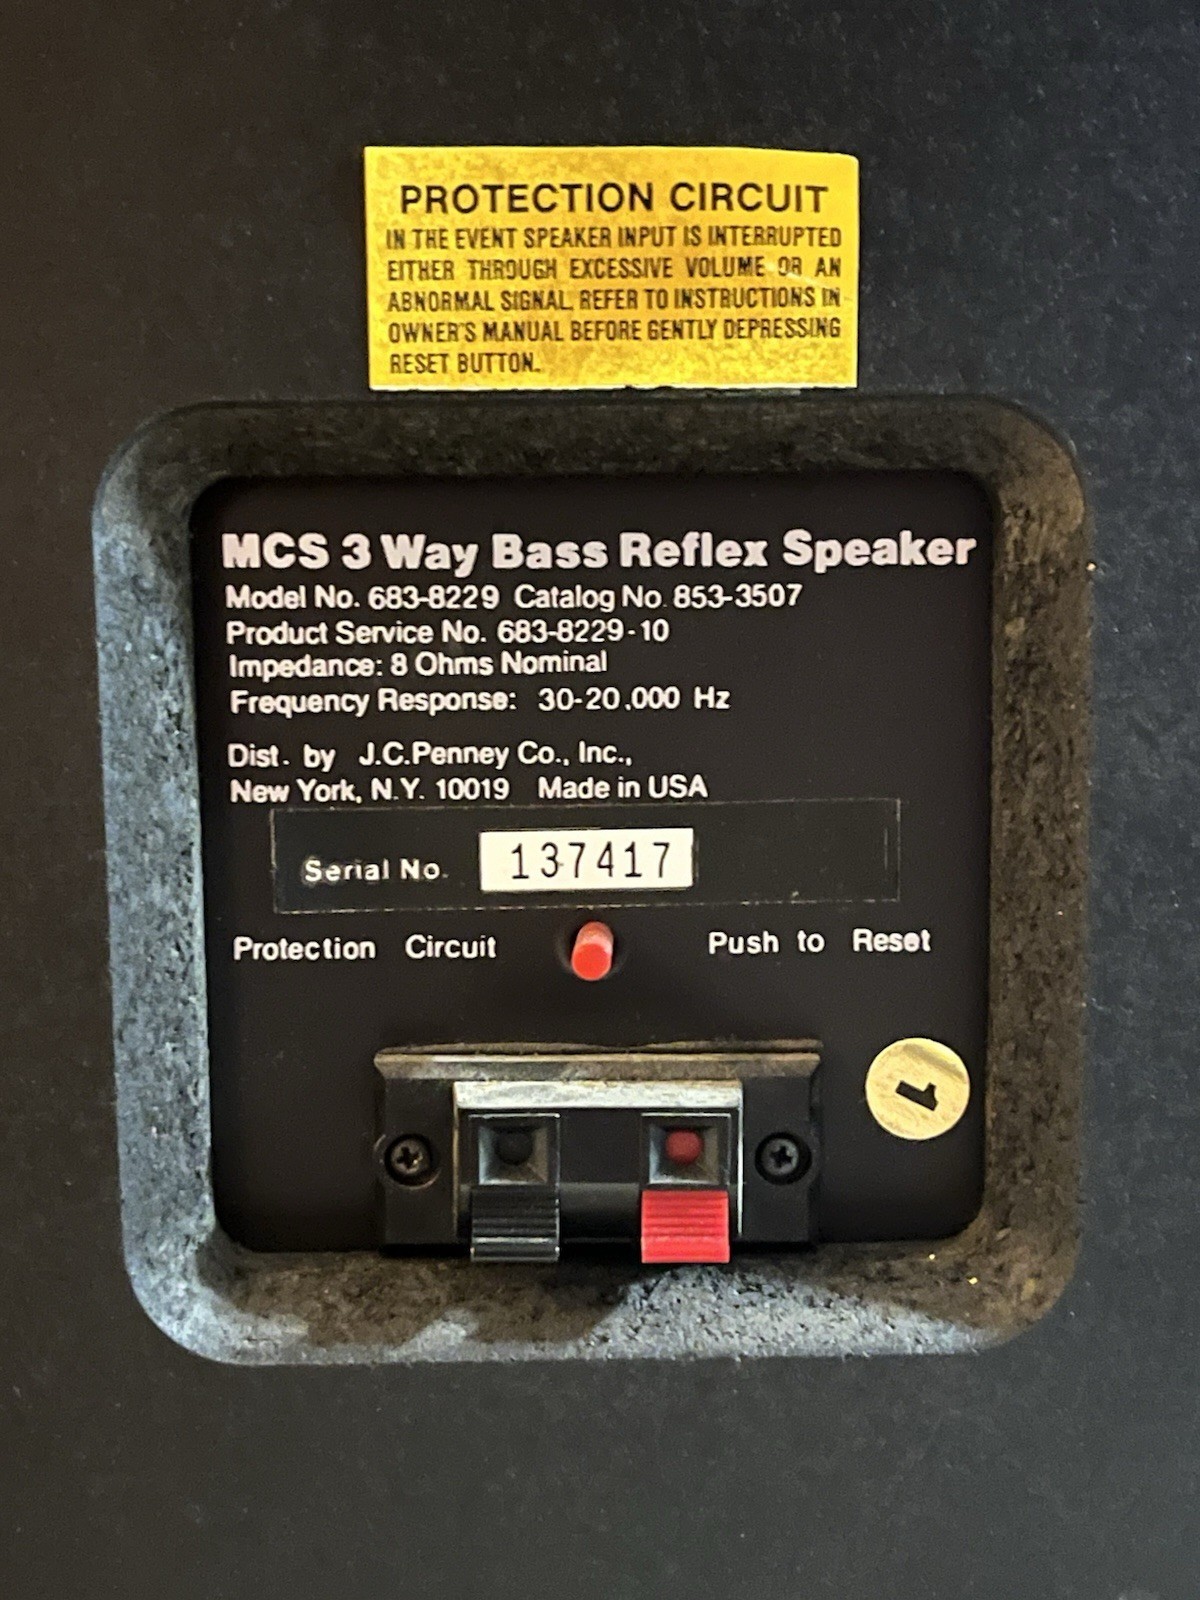 PROTECTION CIRCUIT
IN THE EVENT SPEAKER INPUT IS INTERRUPTED
EITHER THROUGH EXCESSIVE VOLUME OR AN
ABNORMAL SIGNAL, REFER TO INSTRUCTIONS IN
OWNER'S MANUAL BEFORE GENTLY DEPRESSING
RESET BUTTON.
MCS 3 Way Bass Reflex Speaker
Model No. 683-8229 Catalog No. 853-3507
Product Service No. 683-8229-10
Impedance: 8 Ohms Nominal
Frequency Response: 30-20.000 Hz
Dist. by J.C.Penney Co., Inc.,
New York, N.Y. 10019 Made in USA
Serial No. 137417
Protection Circuit Push to Reset
1